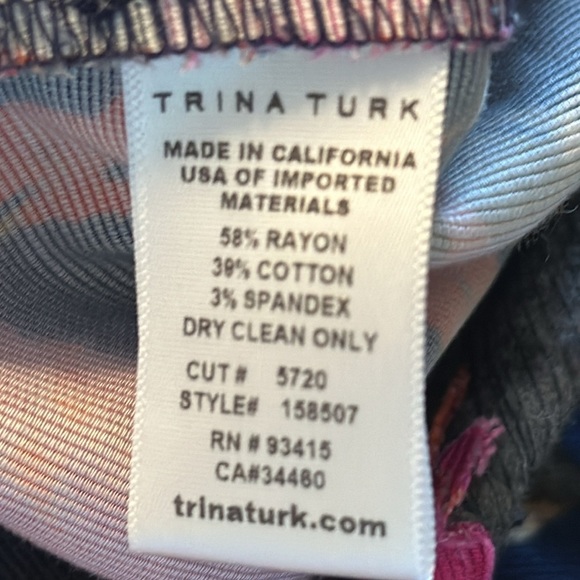 TRINA TURK
MADE IN CALIFORNIA
USA OF IMPORTED
MATERIALS
58% RAYON
39% COTTON
3% SPANDEX
DRY CLEAN ONLY
CUT # 5720
STYLE# 158507
RN # 93415
CA#34480
trinaturk.com